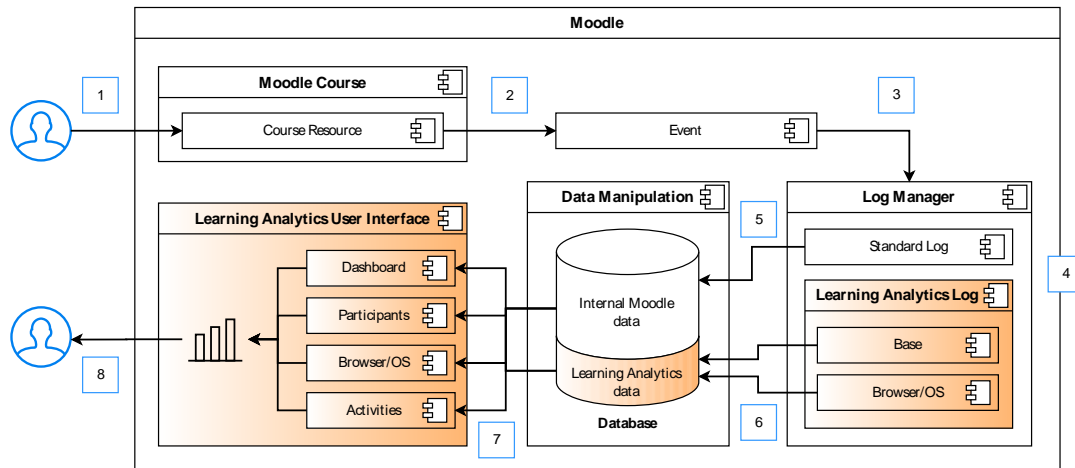 Moodle
1
Moodle Course
Course Resource
2
Event
3
Data Manipulation
Log Manager
5
Standard Log
4
Learning Analytics User Interface
Dashboard
Participants
Browser/OS
Activities
Internal Moodle
data
Learning Analytics
data
Database
Learning Analytics Log
Base
Browser/OS
8
7
6